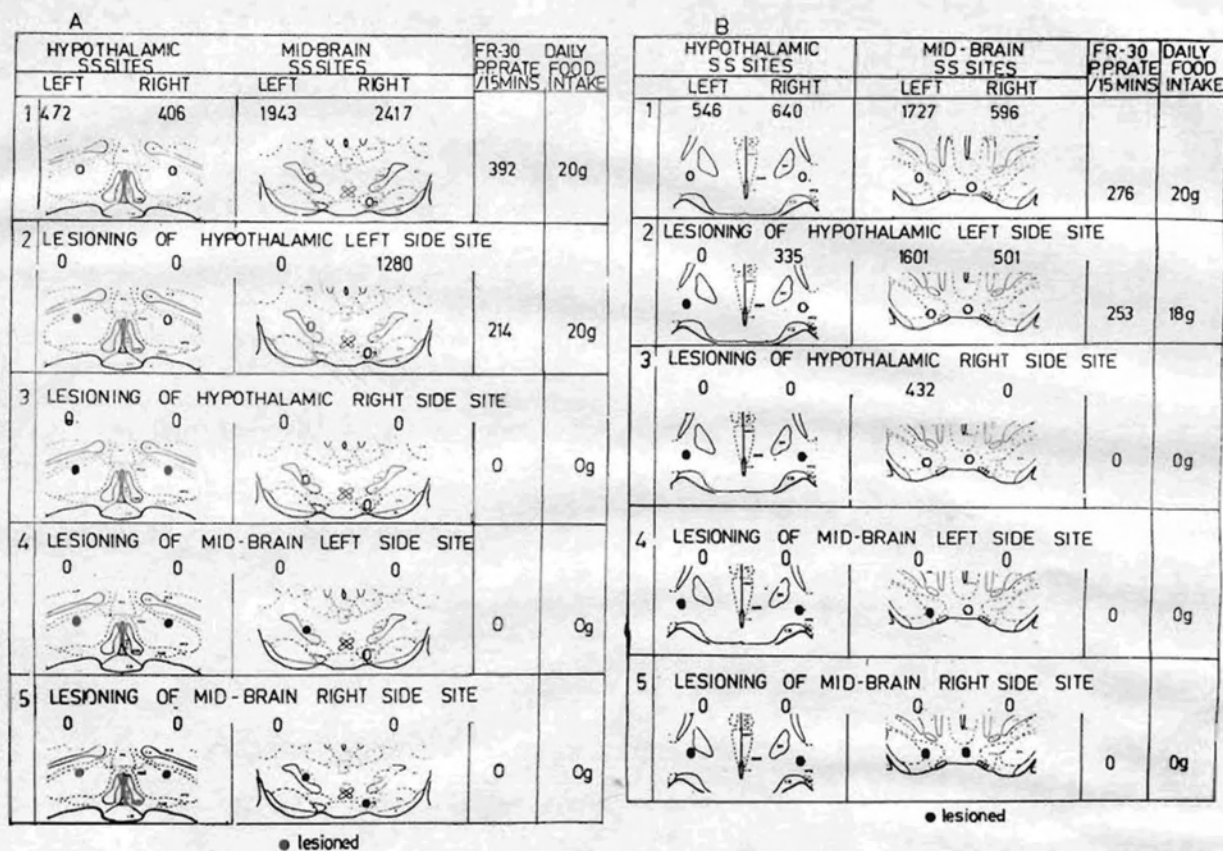 A
HYPOTHALAMIC SS SITES MID-BRAIN SS SITES FR-30 P.P.RATE /15MINS DAILY FOOD INTAKE
LEFT RIGHT LEFT RIGHT
1 472 406 1943 2417
392 20g
2 LESIONING OF HYPOTHALAMIC LEFT SIDE SITE
0 0 0 1280
214 20g
3 LESIONING OF HYPOTHALAMIC RIGHT SIDE SITE
0 0 0 0
0 0g
4 LESIONING OF MID-BRAIN LEFT SIDE SITE
0 0 0 0
0 0g
5 LESIONING OF MID-BRAIN RIGHT SIDE SITE
0 0 0 0
0 0g
lesioned
B
HYPOTHALAMIC SS SITES MID-BRAIN SS SITES FR-30 P.P.RATE /15MINS DAILY FOOD INTAKE
LEFT RIGHT LEFT RIGHT
1 546 640 1727 596
276 20g
2 LESIONING OF HYPOTHALAMIC LEFT SIDE SITE
0 335 1601 501
253 18g
3 LESIONING OF HYPOTHALAMIC RIGHT SIDE SITE
0 0 432 0
0 0g
4 LESIONING OF MID-BRAIN LEFT SIDE SITE
0 0 0 0
0 0g
5 LESIONING OF MID-BRAIN RIGHT SIDE SITE
0 0 0 0
0 0g
lesioned